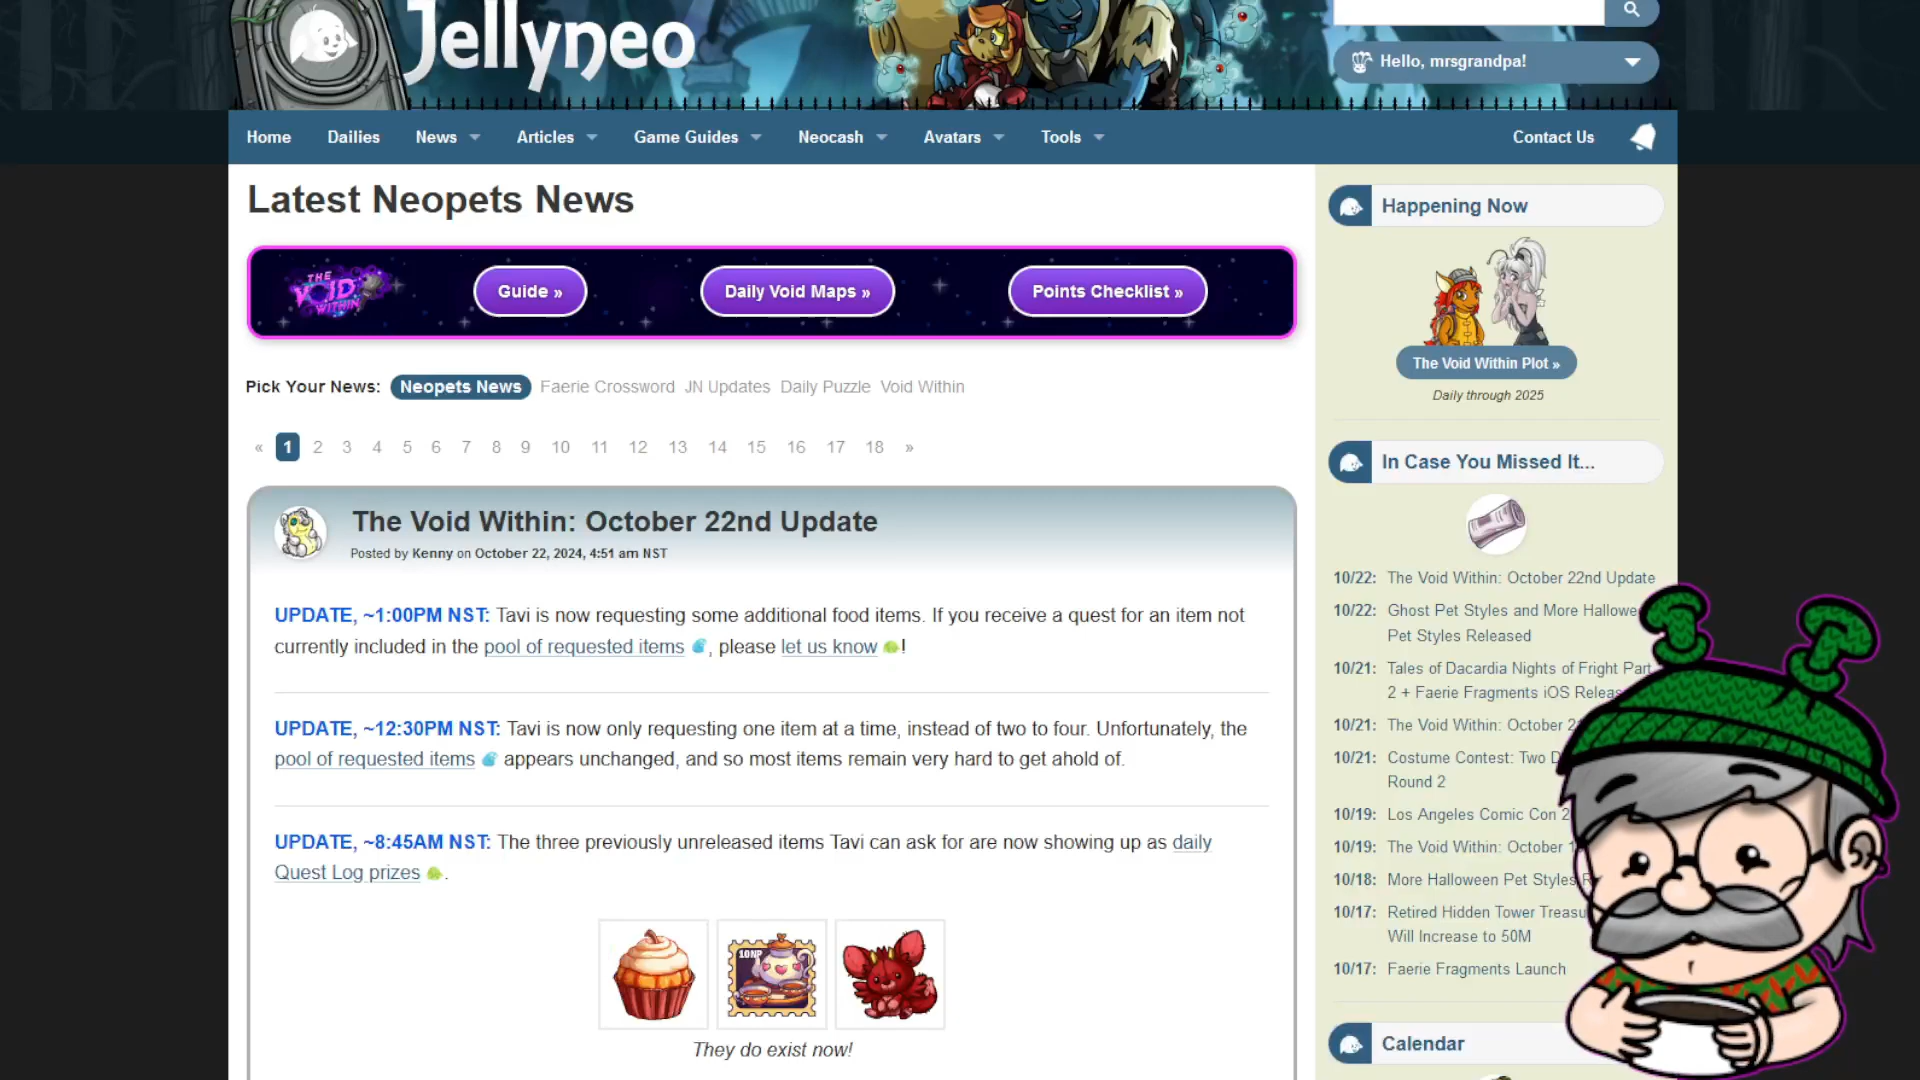 Jellyneo
Hello, mrsgrandpa!
Home Dailies News Articles Game Guides Neocash Avatars Tools Contact Us
Latest Neopets News
THE VOID WITHIN
Guide »
Daily Void Maps »
Points Checklist »
Pick Your News: Neopets News Faerie Crossword JN Updates Daily Puzzle Void Within
« 1 2 3 4 5 6 7 8 9 10 11 12 13 14 15 16 17 18 »
The Void Within: October 22nd Update
Posted by Kenny on October 22, 2024, 4:51 am NST
UPDATE, ~1:00PM NST: Tavi is now requesting some additional food items. If you receive a quest for an item not
currently included in the pool of requested items , please let us know !
UPDATE, ~12:30PM NST: Tavi is now only requesting one item at a time, instead of two to four. Unfortunately, the
pool of requested items appears unchanged, and so most items remain very hard to get ahold of.
UPDATE, ~8:45AM NST: The three previously unreleased items Tavi can ask for are now showing up as daily
Quest Log prizes .
10NP
They do exist now!
Happening Now
The Void Within Plot »
Daily through 2025
In Case You Missed It...
10/22: The Void Within: October 22nd Update
10/22: Ghost Pet Styles and More Hallowe
Pet Styles Released
10/21: Tales of Dacardia Nights of Fright Part
2 + Faerie Fragments iOS Releas
10/21: The Void Within: October 2
10/21: Costume Contest: Two D
Round 2
10/19: Los Angeles Comic Con 2
10/19: The Void Within: October 1
10/18: More Halloween Pet Styles R
10/17: Retired Hidden Tower Treasu
Will Increase to 50M
10/17: Faerie Fragments Launch
Calendar